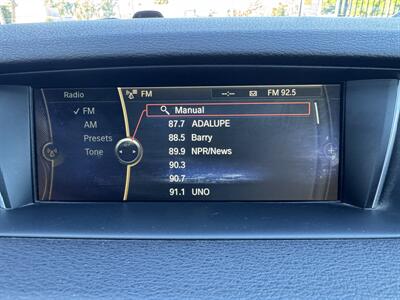 Radio
FM
--:--
FM 92.5
✓ FM
AM
Presets
Tone
Manual
87.7 ADALUPE
88.5 Barry
89.9 NPR/News
90.3
90.7
91.1 UNO